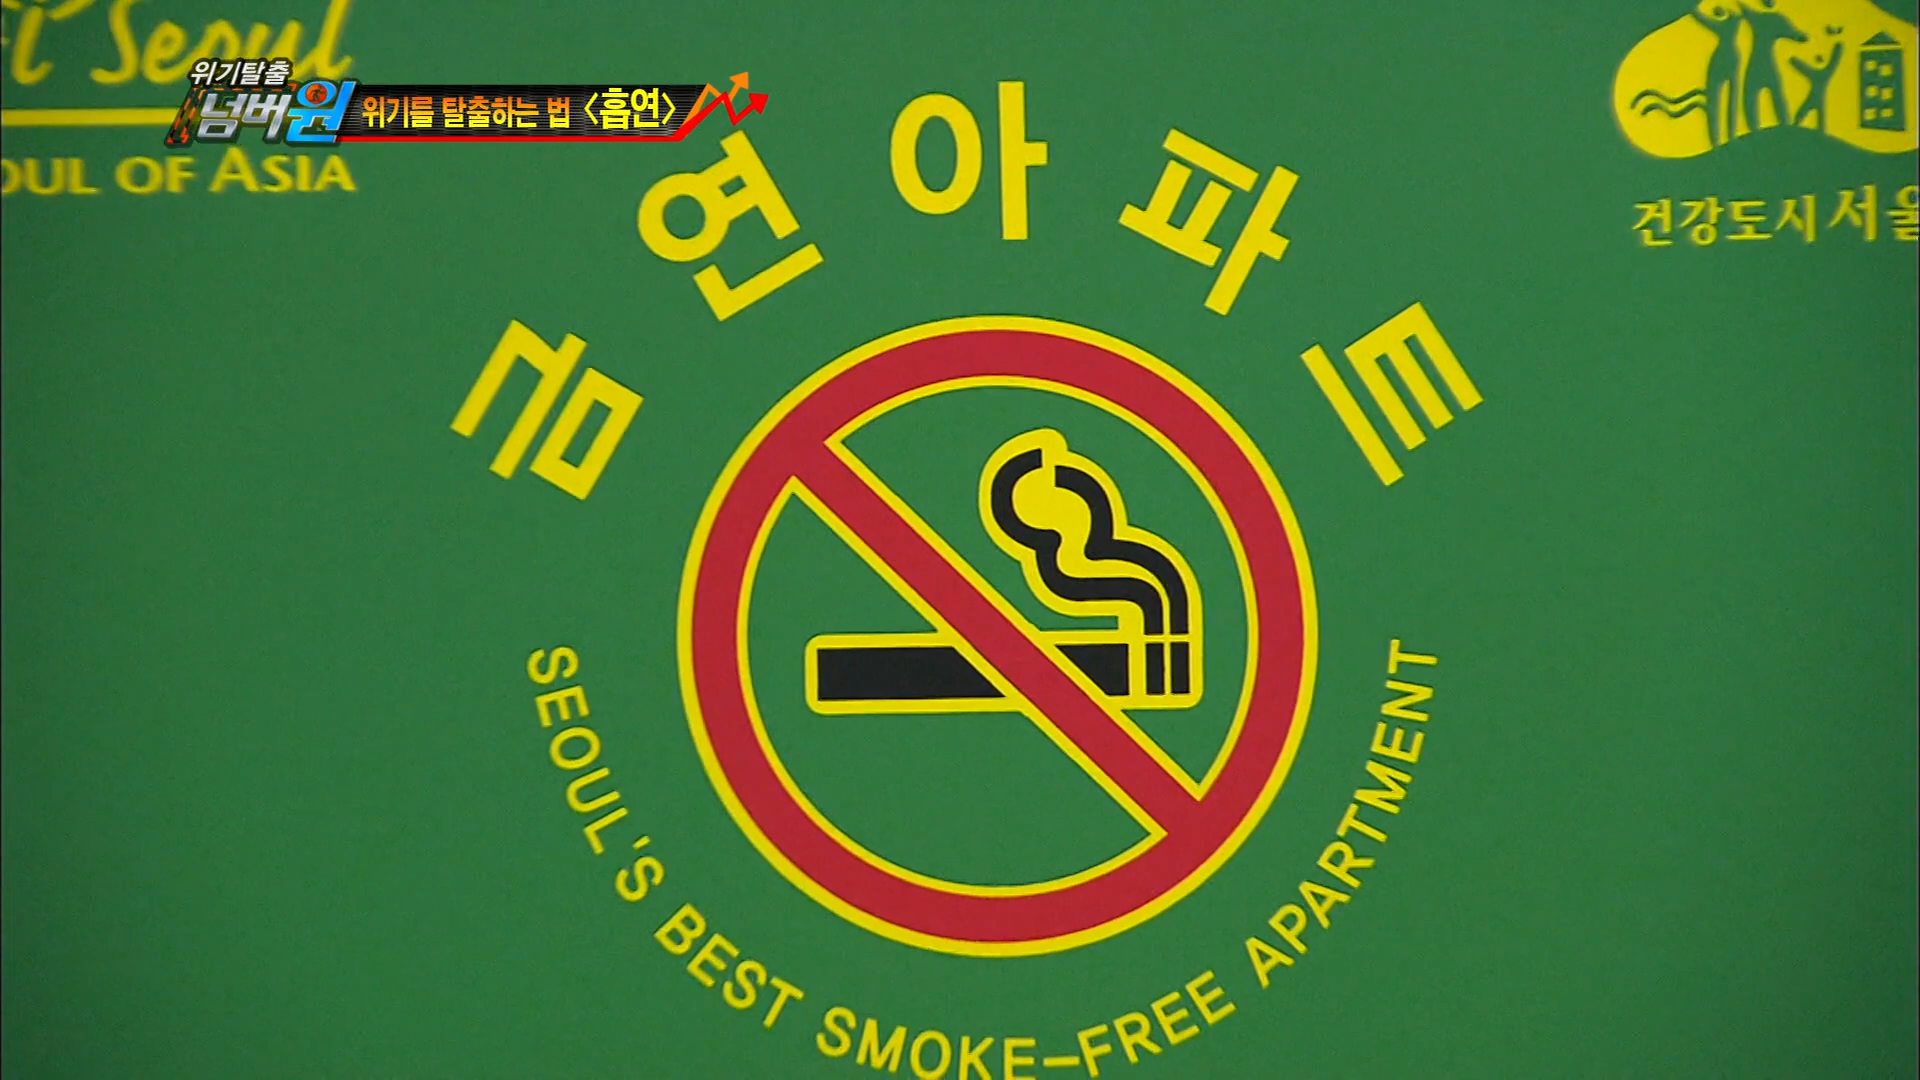 i Seoul
OUL OF ASIA
위기탈출
넘버원
위기를 탈출하는 법 <흡연>
건강도시 서울
금연아파트
SEOUL'S BEST SMOKE-FREE APARTMENT